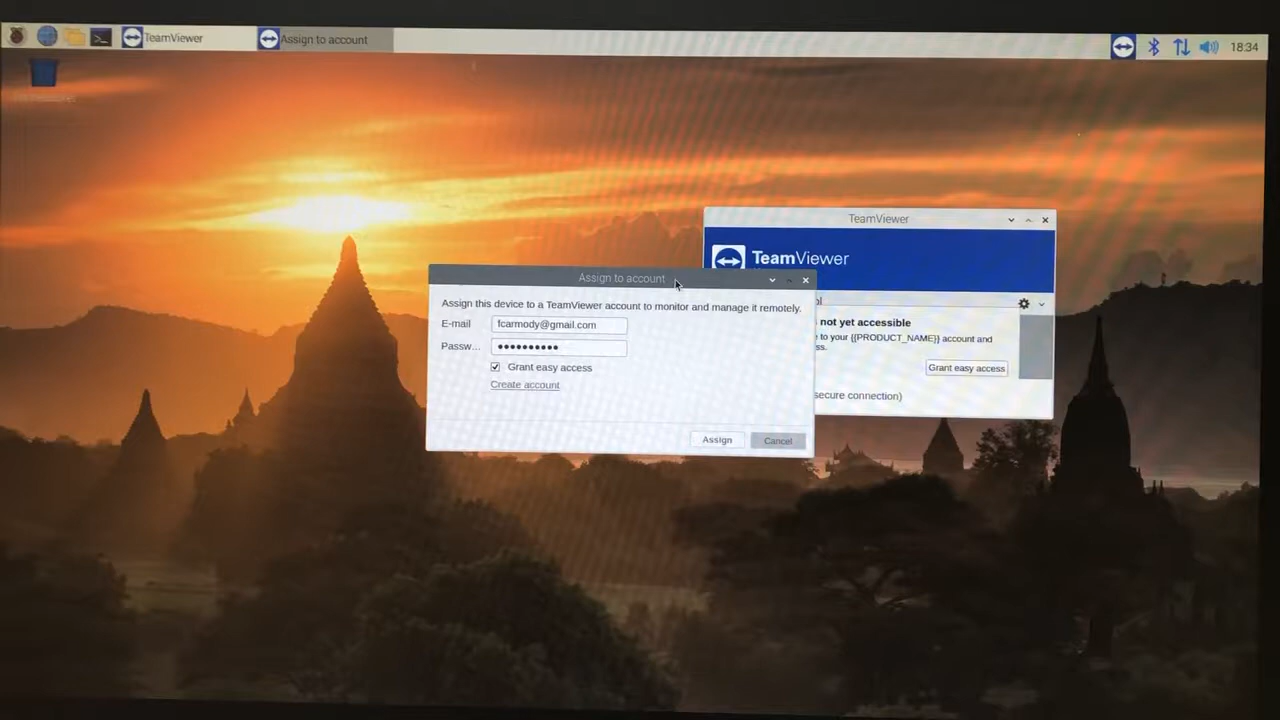 TeamViewer
Assign to account
18:34
TeamViewer
TeamViewer
Assign to account
Assign this device to a TeamViewer account to monitor and manage it remotely.
E-mail
fcarmody@gmail.com
Passw...
••••••••••
Grant easy access
Create account
Assign
Cancel
not yet accessible
to your {{PRODUCT_NAME}} account and
Grant easy access
secure connection)